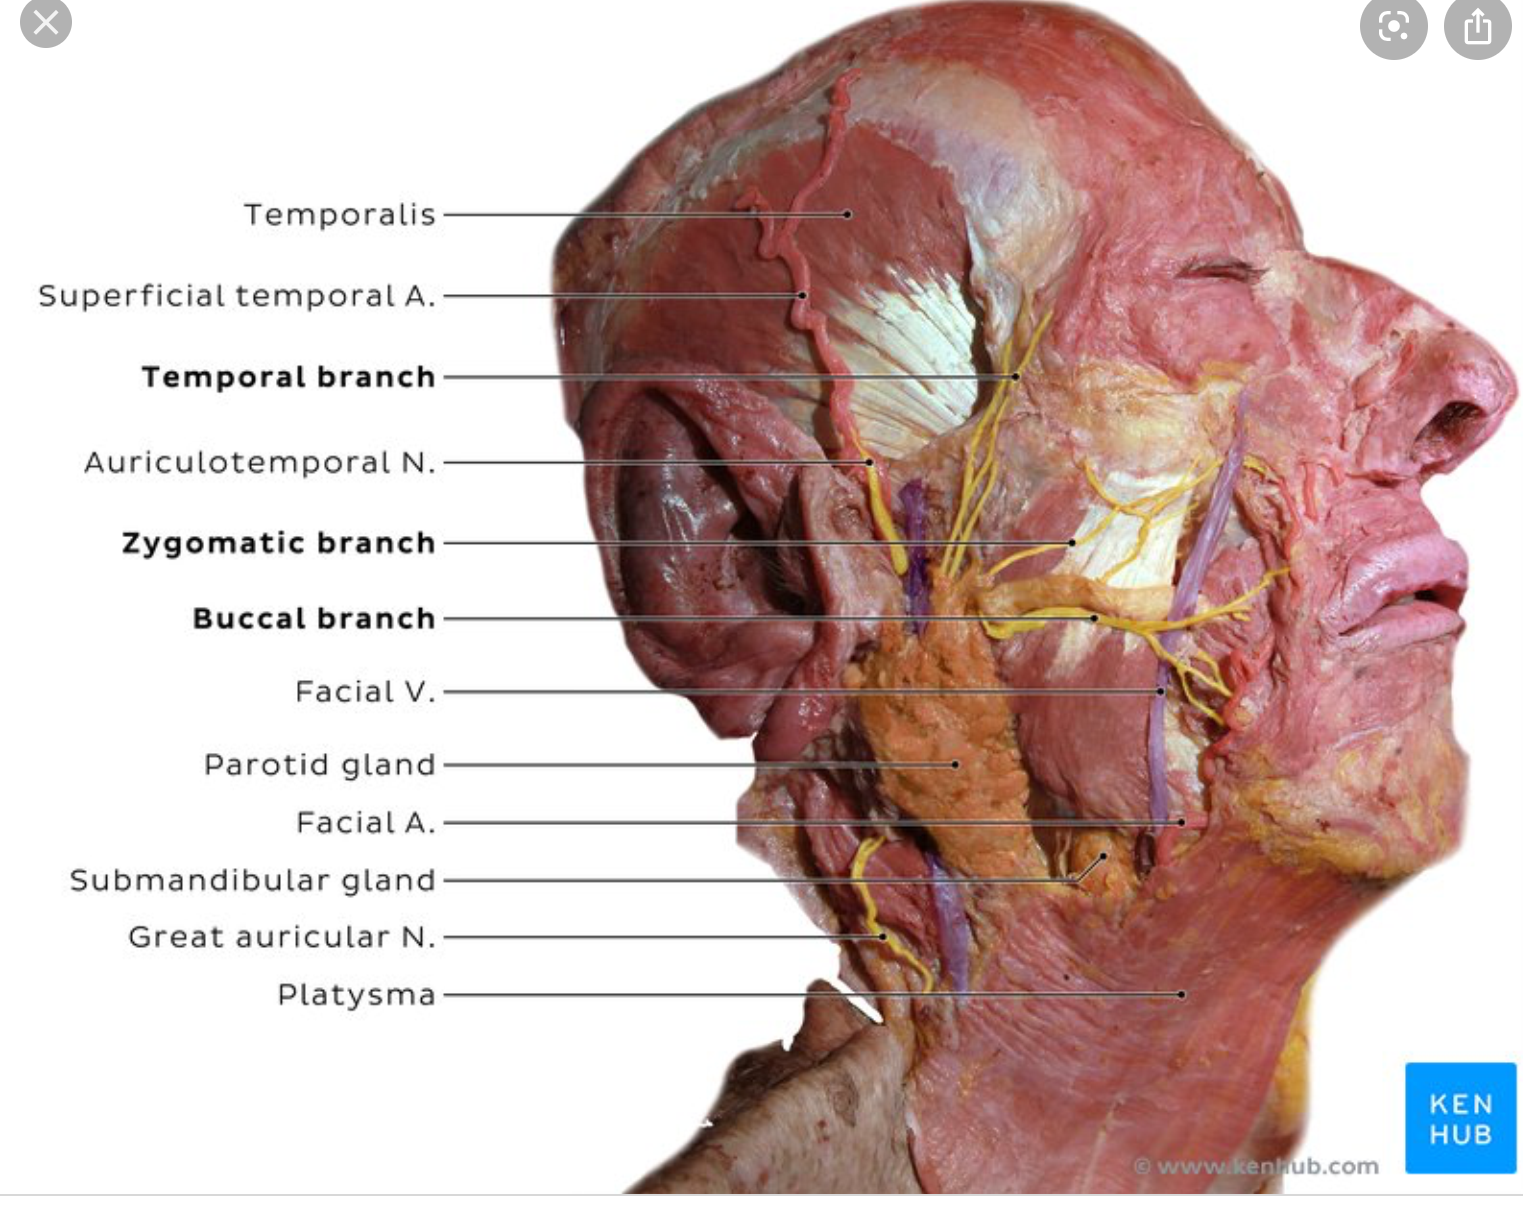 Temporalis
Superficial temporal A.
Temporal branch
Auriculotemporal N.
Zygomatic branch
Buccal branch
Facial V.
Parotid gland
Facial A.
Submandibular gland
Great auricular N.
Platysma
KEN
HUB
© www.kenhub.com